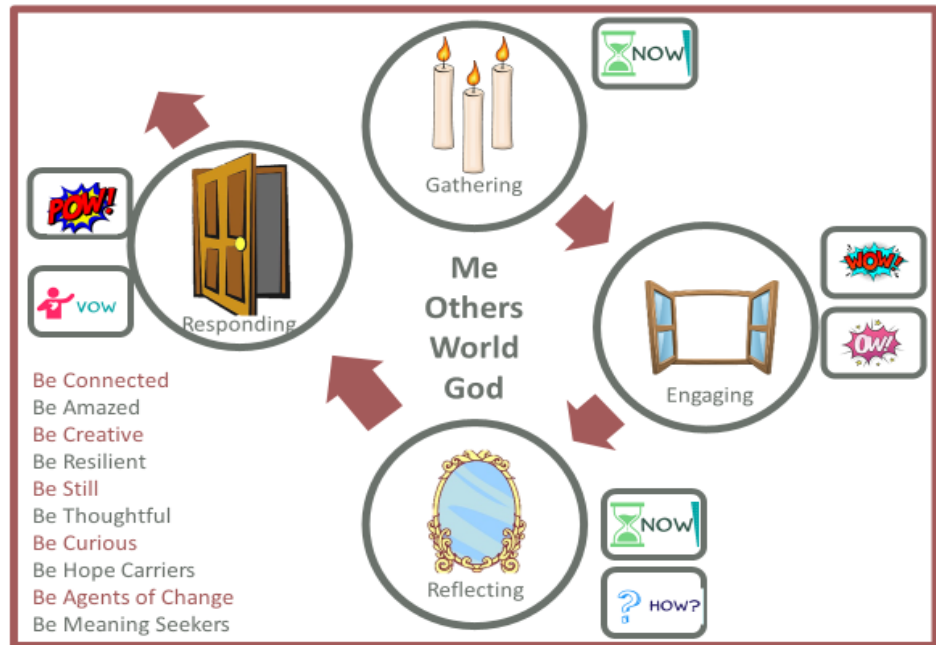 NOW
Gathering
POW!
VOW
Responding
Me
Others
World
God
WOW!
OW!
Engaging
Be Connected
Be Amazed
Be Creative
Be Resilient
Be Still
Be Thoughtful
Be Curious
Be Hope Carriers
Be Agents of Change
Be Meaning Seekers
Reflecting
NOW
? HOW?